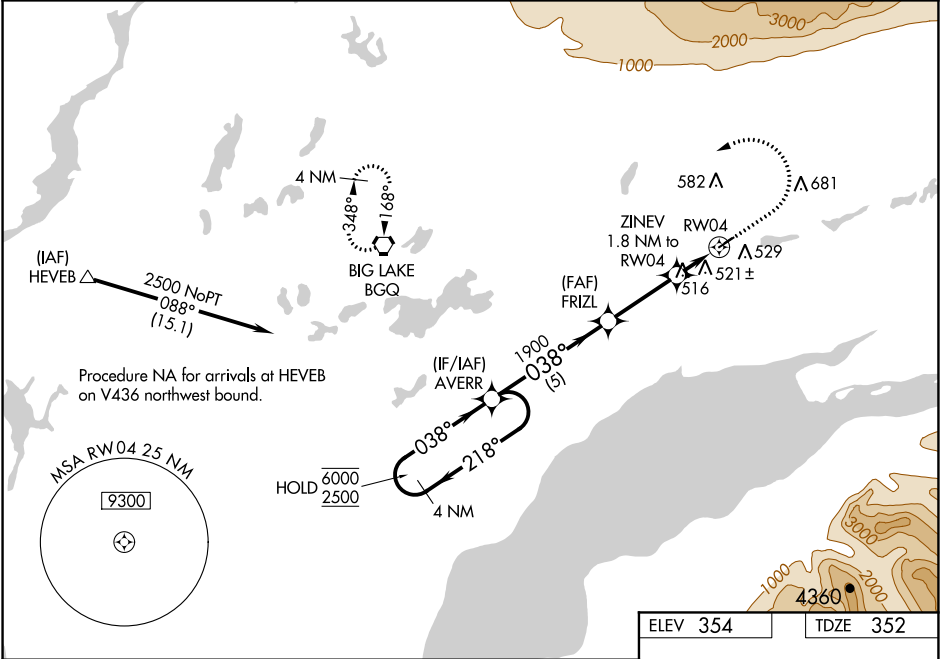 3000
2000
1000
4 NM
348°
168°
BIG LAKE
BGQ
582
681
ZINEV
1.8 NM to
RW04
RW04
529
521±
516
(IAF)
HEVEB
2500 NoPT
088°
(15.1)
(FAF)
FRIZL
Procedure NA for arrivals at HEVEB
on V436 northwest bound.
(IF/IAF)
AVERR
1900
038°
(5)
038°
218°
HOLD 6000
2500
4 NM
MSA RW04 25 NM
9300
3000
1000
2000
4360
ELEV 354
TDZE 352